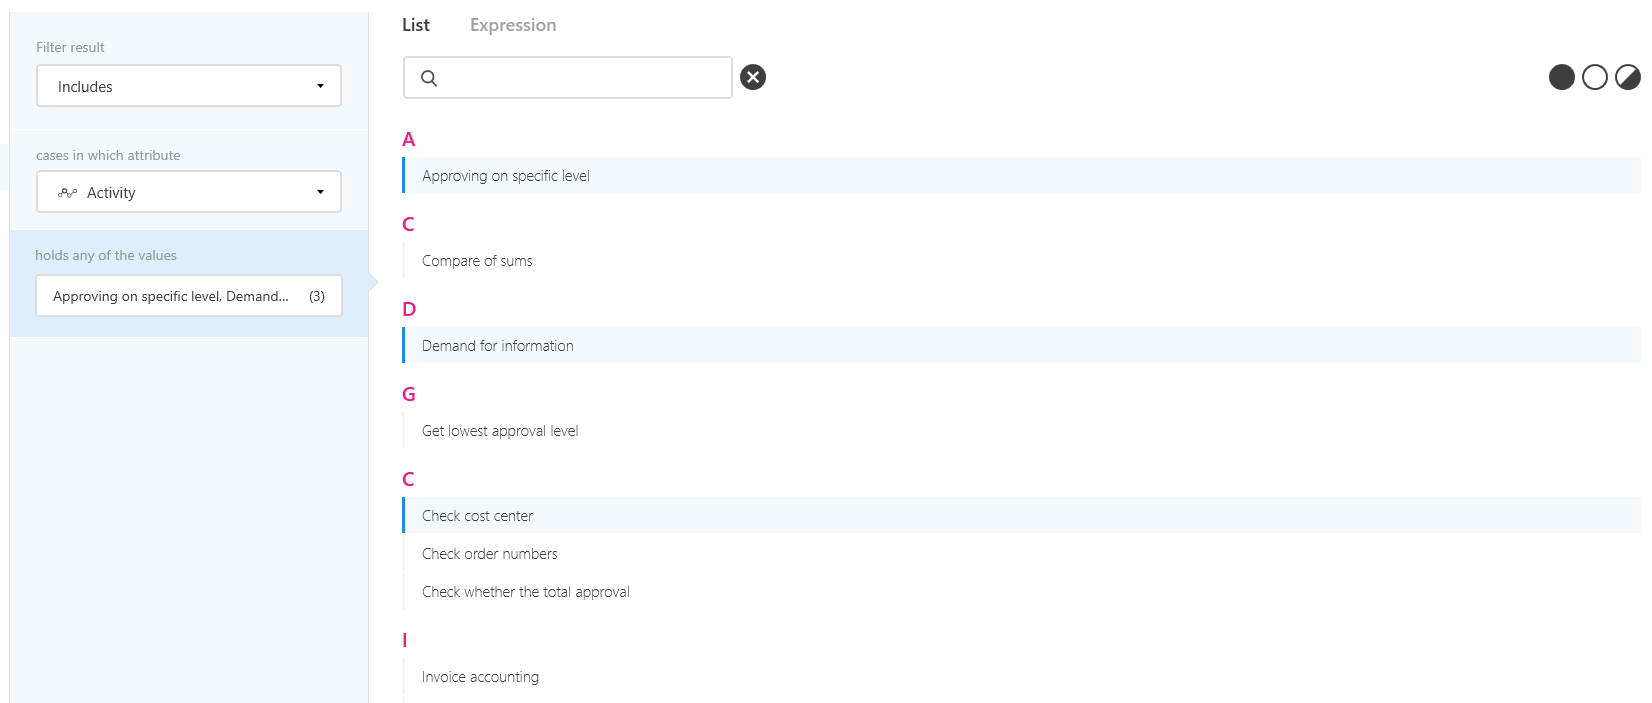 Filter result
Includes
cases in which attribute
Activity
holds any of the values
Approving on specific level, Demand... (3)
List Expression
A
Approving on specific level
C
Compare of sums
D
Demand for information
G
Get lowest approval level
C
Check cost center
Check order numbers
Check whether the total approval
I
Invoice accounting